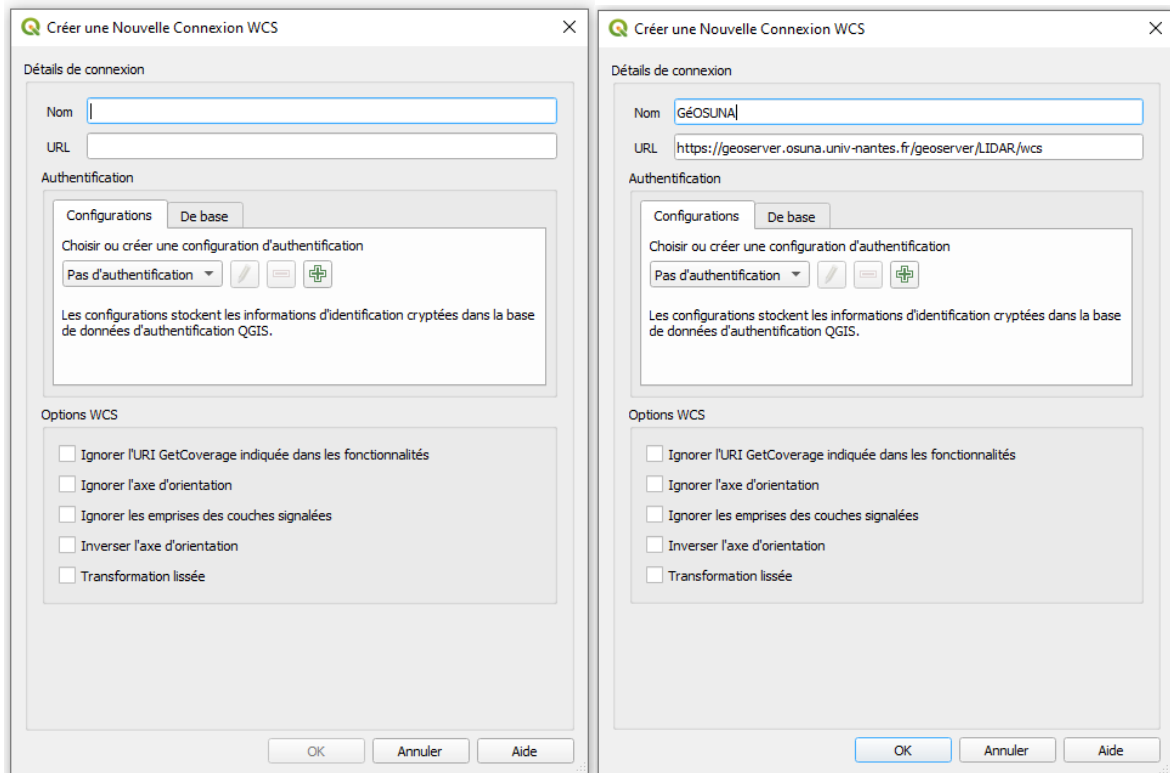 Créer une Nouvelle Connexion WCS
Détails de connexion
Nom
URL
Authentification
Configurations
De base
Choisir ou créer une configuration d'authentification
Pas d'authentification
Les configurations stockent les informations d'identification cryptées dans la base
de données d'authentification QGIS.
Options WCS
Ignorer l'URI GetCoverage indiquée dans les fonctionnalités
Ignorer l'axe d'orientation
Ignorer les emprises des couches signalées
Inverser l'axe d'orientation
Transformation lissée
OK
Annuler
Aide
Créer une Nouvelle Connexion WCS
Détails de connexion
Nom GéOSUNA
URL https://geoserver.osuna.univ-nantes.fr/geoserver/LIDAR/wcs
Authentification
Configurations
De base
Choisir ou créer une configuration d'authentification
Pas d'authentification
Les configurations stockent les informations d'identification cryptées dans la base
de données d'authentification QGIS.
Options WCS
Ignorer l'URI GetCoverage indiquée dans les fonctionnalités
Ignorer l'axe d'orientation
Ignorer les emprises des couches signalées
Inverser l'axe d'orientation
Transformation lissée
OK
Annuler
Aide